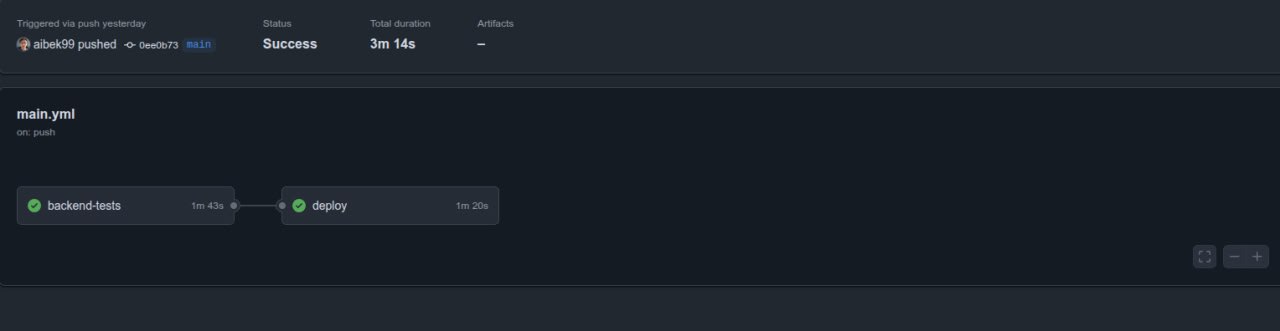 Triggered via push yesterday
aibek99 pushed 0ee0b73 main
Status
Success
Total duration
3m 14s
Artifacts
–
main.yml
on: push
backend-tests 1m 43s
deploy 1m 20s